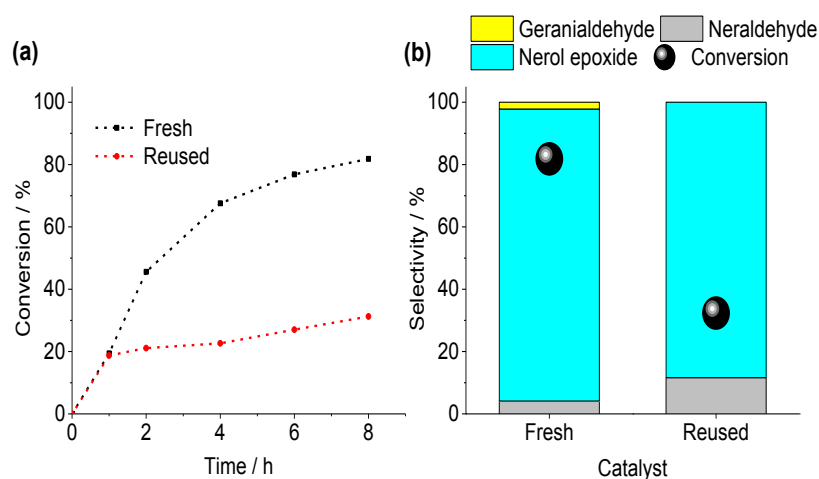 (a)
Fresh
Reused
100
80
60
40
20
0
Conversion / %
0 2 4 6 8
Time / h
Geranialdehyde Neraldehyde
Nerol epoxide Conversion
(b)
100
80
60
40
20
0
Selectivity / %
Fresh Reused
Catalyst